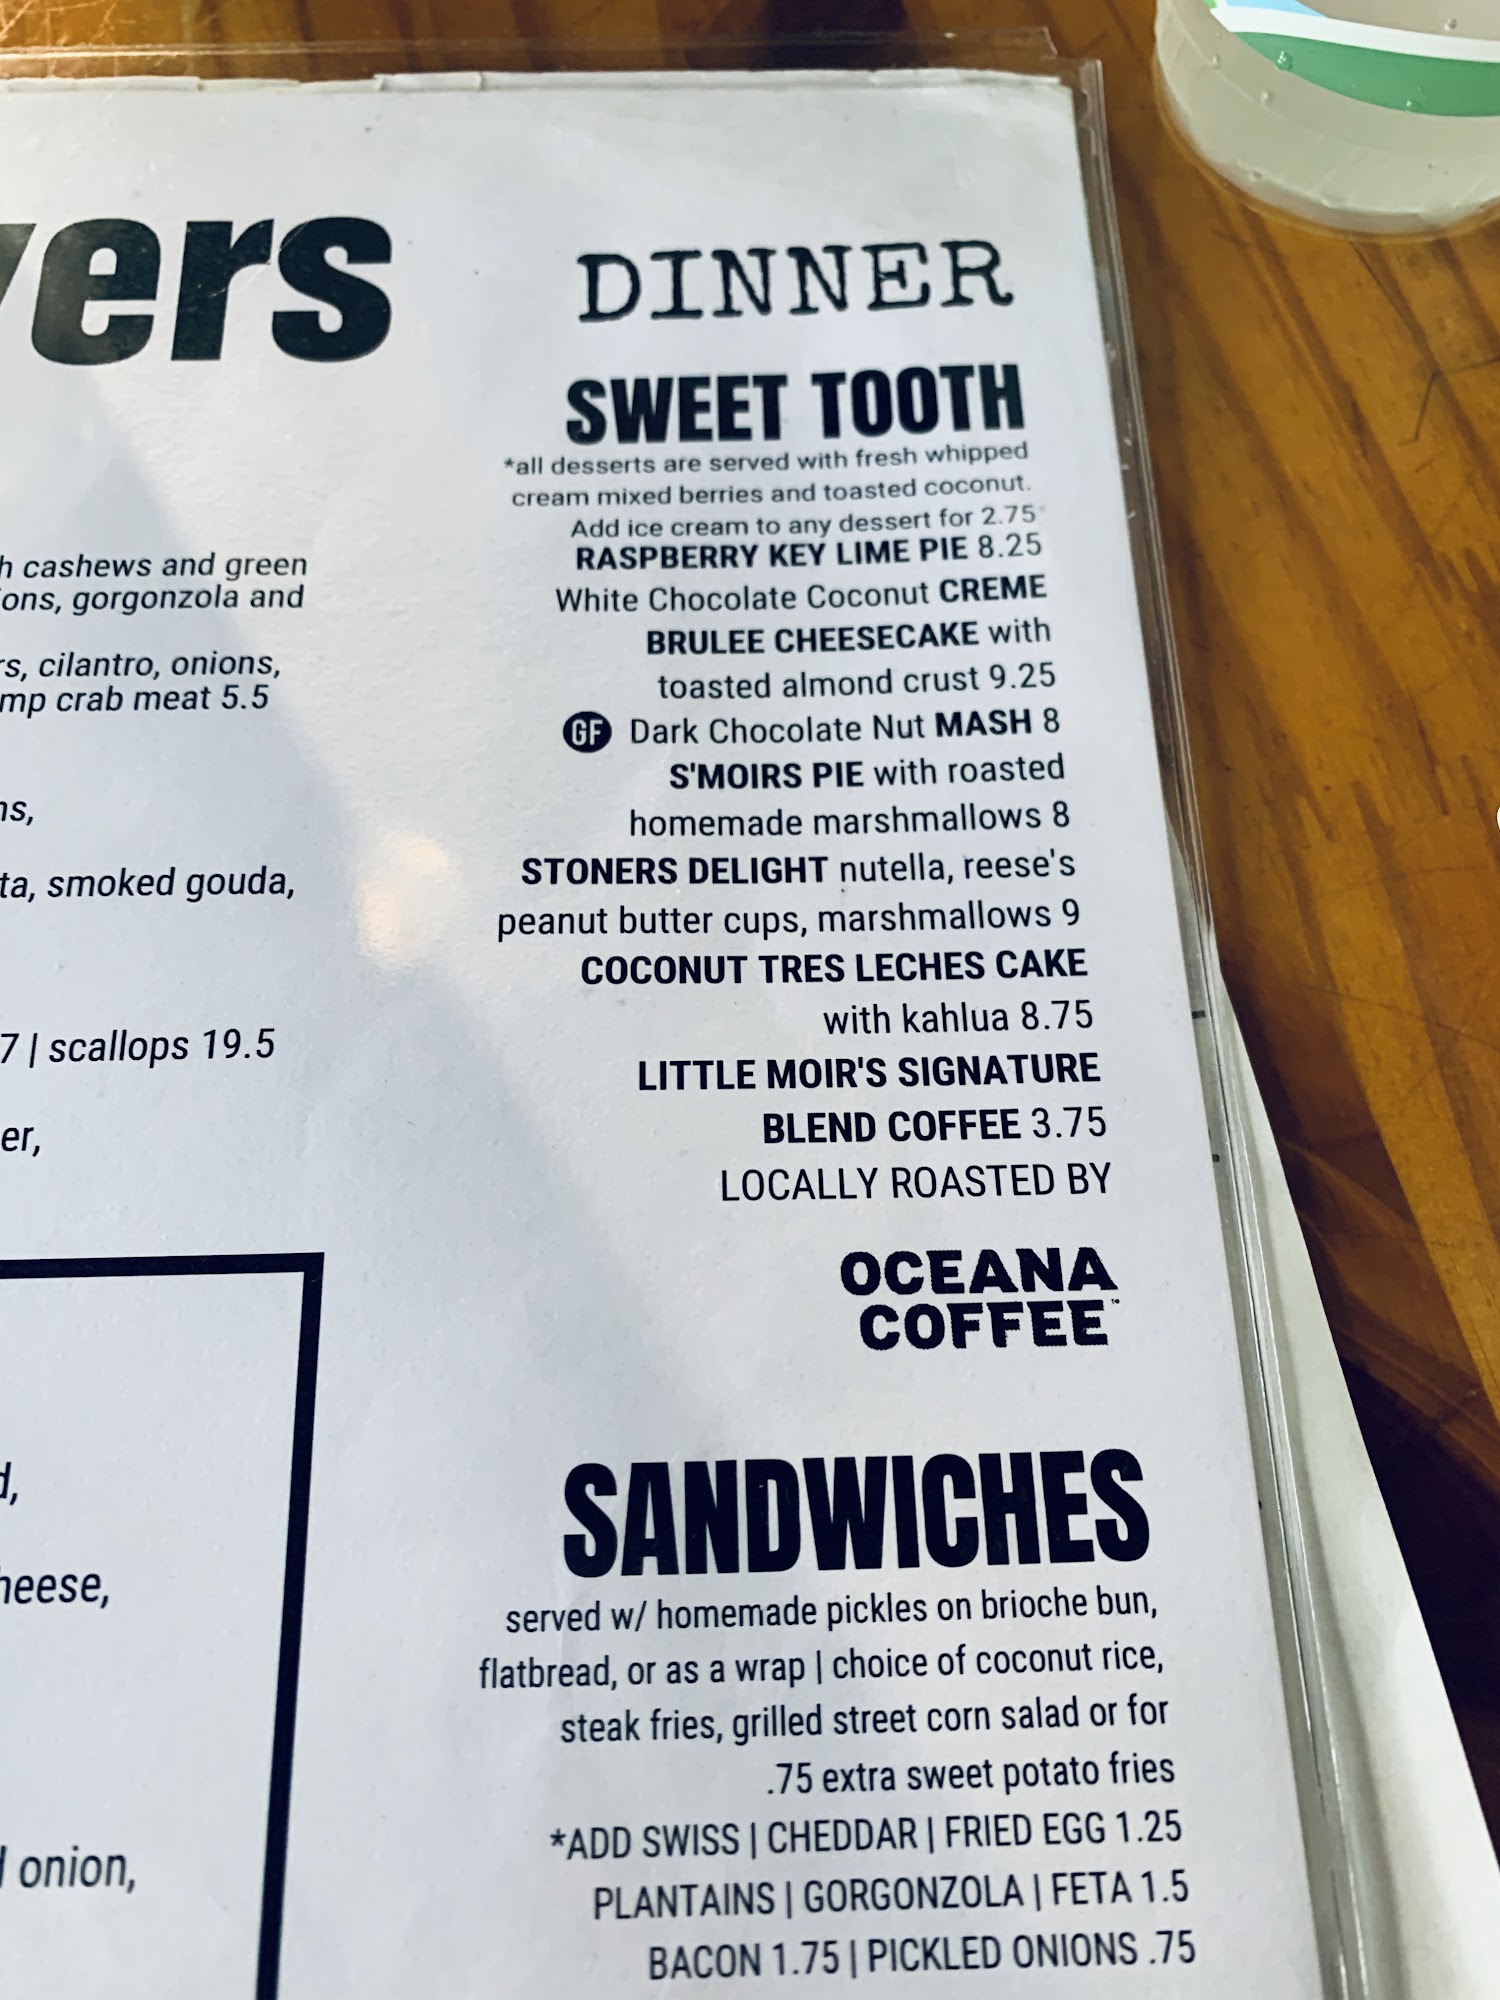 vers
h cashews and green
ons, gorgonzola and
rs, cilantro, onions,
mp crab meat 5.5
ns,
ta, smoked gouda,
7 | scallops 19.5
er,
d,
heese,
onion,
DINNER
SWEET TOOTH
*all desserts are served with fresh whipped
cream mixed berries and toasted coconut.
Add ice cream to any dessert for 2.75
RASPBERRY KEY LIME PIE 8.25
White Chocolate Coconut CREME
BRULEE CHEESECAKE with
toasted almond crust 9.25
GF Dark Chocolate Nut MASH 8
S'MOIRS PIE with roasted
homemade marshmallows 8
STONERS DELIGHT nutella, reese's
peanut butter cups, marshmallows 9
COCONUT TRES LECHES CAKE
with kahlua 8.75
LITTLE MOIR'S SIGNATURE
BLEND COFFEE 3.75
LOCALLY ROASTED BY
OCEANA
COFFEE™
SANDWICHES
served w/ homemade pickles on brioche bun,
flatbread, or as a wrap | choice of coconut rice,
steak fries, grilled street corn salad or for
.75 extra sweet potato fries
*ADD SWISS | CHEDDAR | FRIED EGG 1.25
PLANTAINS | GORGONZOLA | FETA 1.5
BACON 1.75 | PICKLED ONIONS .75